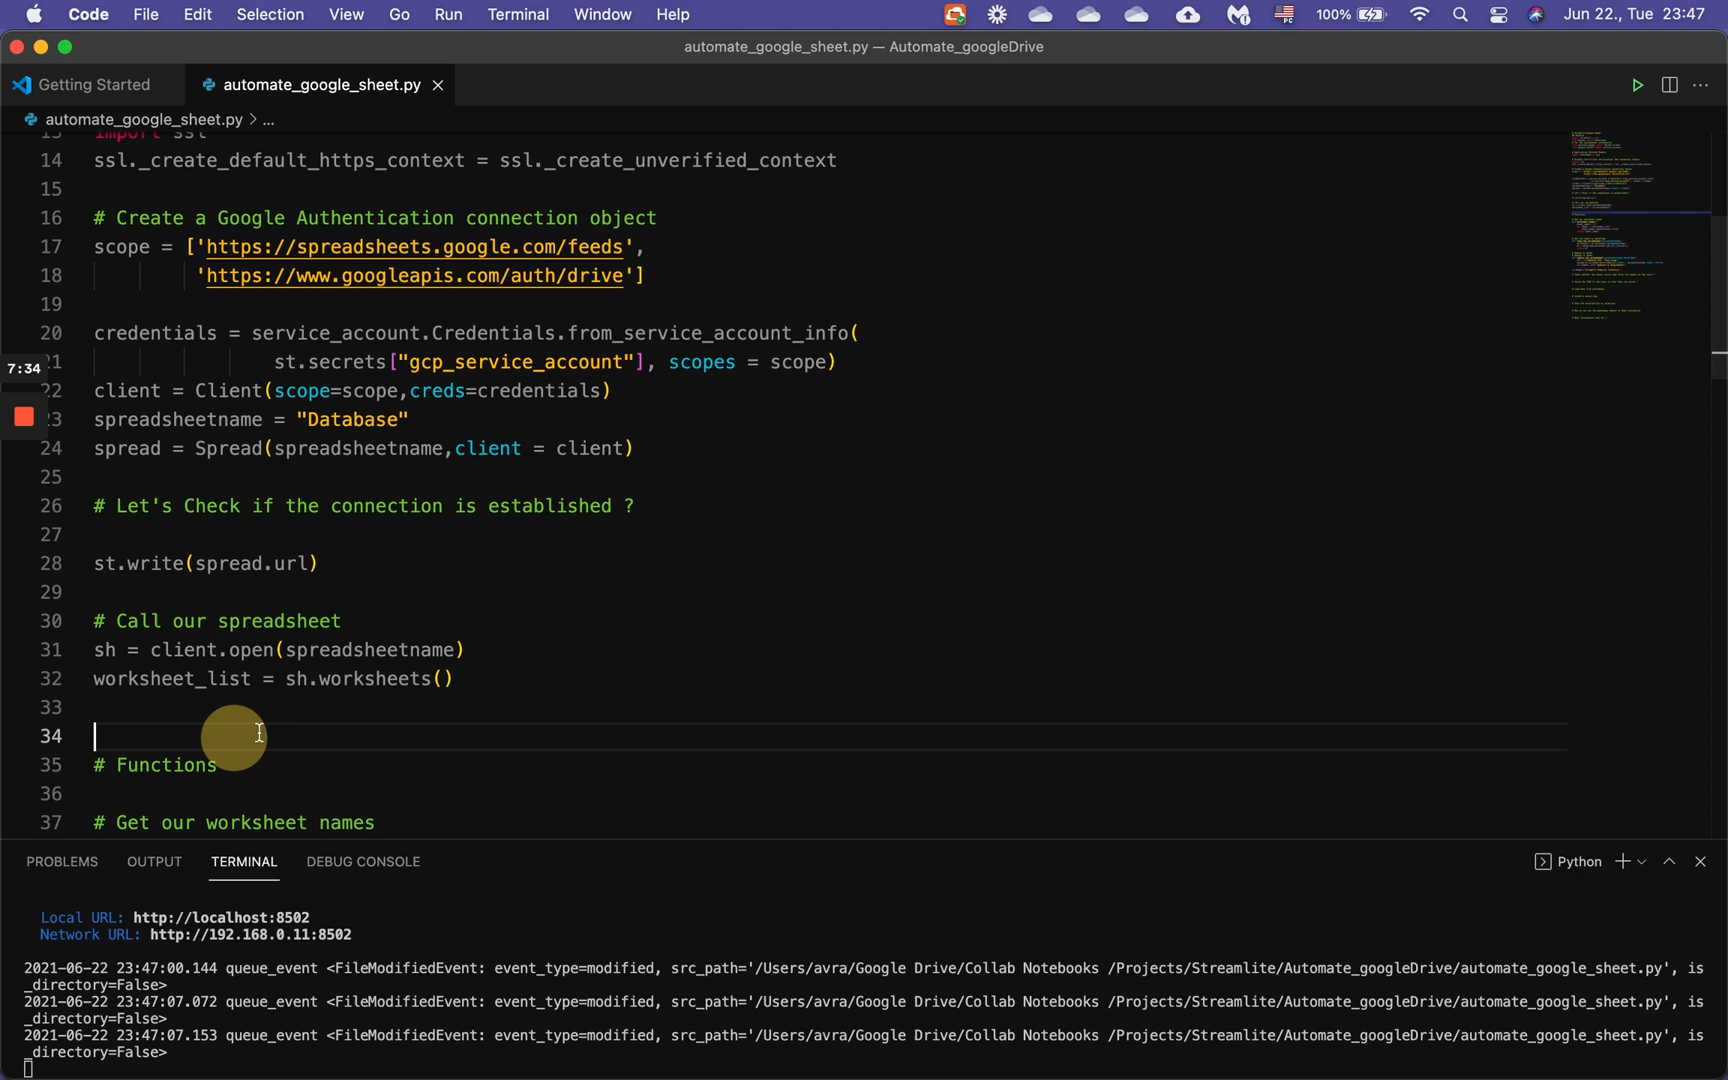 Code File Edit Selection View Go Run Terminal Window Help 100% Jun 22., Tue 23:47
automate_google_sheet.py — Automate_googleDrive
Getting Started automate_google_sheet.py
automate_google_sheet.py > ...
13 import ssl
14 ssl._create_default_https_context = ssl._create_unverified_context
15
16 # Create a Google Authentication connection object
17 scope = ['https://spreadsheets.google.com/feeds',
18 'https://www.googleapis.com/auth/drive']
19
20 credentials = service_account.Credentials.from_service_account_info(
7:34
21 st.secrets["gcp_service_account"], scopes = scope)
22 client = Client(scope=scope,creds=credentials)
23 spreadsheetname = "Database"
24 spread = Spread(spreadsheetname,client = client)
25
26 # Let's Check if the connection is established ?
27
28 st.write(spread.url)
29
30 # Call our spreadsheet
31 sh = client.open(spreadsheetname)
32 worksheet_list = sh.worksheets()
33
34
35 # Functions
36
37 # Get our worksheet names
PROBLEMS OUTPUT TERMINAL DEBUG CONSOLE Python
Local URL: http://localhost:8502
Network URL: http://192.168.0.11:8502
2021-06-22 23:47:00.144 queue_event <FileModifiedEvent: event_type=modified, src_path='/Users/avra/Google Drive/Collab Notebooks /Projects/Streamlite/Automate_googleDrive/automate_google_sheet.py', is
_directory=False>
2021-06-22 23:47:07.072 queue_event <FileModifiedEvent: event_type=modified, src_path='/Users/avra/Google Drive/Collab Notebooks /Projects/Streamlite/Automate_googleDrive/automate_google_sheet.py', is
_directory=False>
2021-06-22 23:47:07.153 queue_event <FileModifiedEvent: event_type=modified, src_path='/Users/avra/Google Drive/Collab Notebooks /Projects/Streamlite/Automate_googleDrive/automate_google_sheet.py', is
_directory=False>